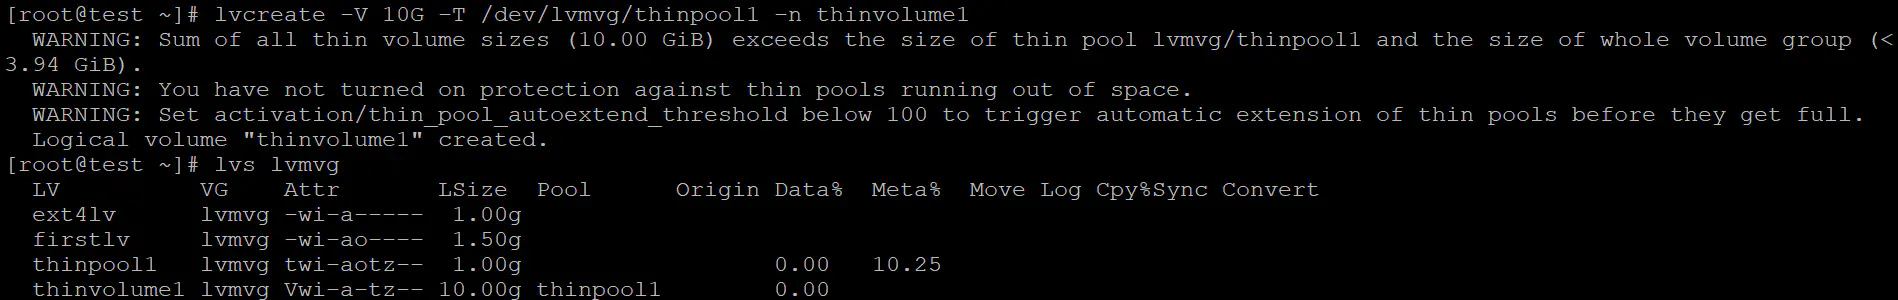 [root@test ~]# lvcreate -V 10G -T /dev/lvmvg/thinpool1 -n thinvolume1
  WARNING: Sum of all thin volume sizes (10.00 GiB) exceeds the size of thin pool lvmvg/thinpool1 and the size of whole volume group (<
3.94 GiB).
  WARNING: You have not turned on protection against thin pools running out of space.
  WARNING: Set activation/thin_pool_autoextend_threshold below 100 to trigger automatic extension of thin pools before they get full.
  Logical volume "thinvolume1" created.
[root@test ~]# lvs lvmvg
  LV          VG    Attr       LSize  Pool      Origin Data%  Meta%  Move Log Cpy%Sync Convert
  ext4lv      lvmvg -wi-a-----  1.00g
  firstlv     lvmvg -wi-ao----  1.50g
  thinpool1   lvmvg twi-aotz--  1.00g                  0.00   10.25
  thinvolume1 lvmvg Vwi-a-tz-- 10.00g thinpool1        0.00